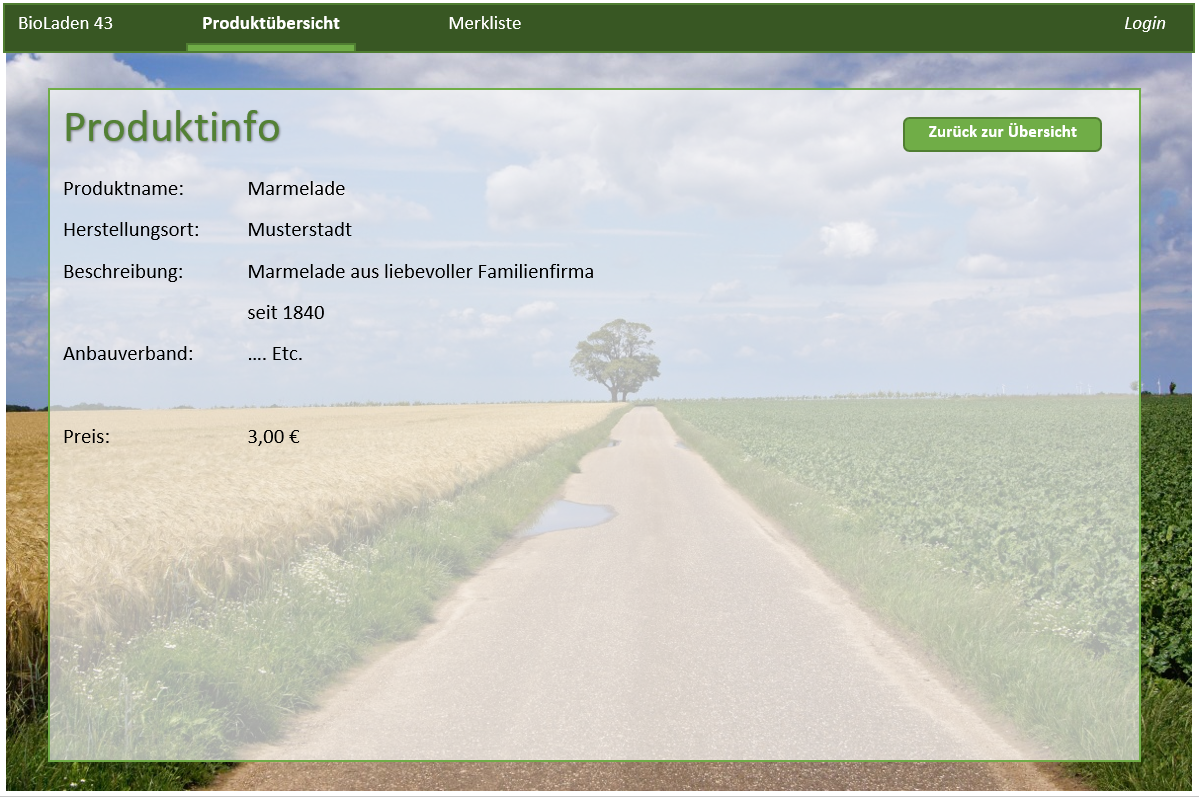 BioLaden 43 Produktübersicht Merkliste Login
Produktinfo
Zurück zur Übersicht
Produktname: Marmelade
Herstellungsort: Musterstadt
Beschreibung: Marmelade aus liebevoller Familienfirma
seit 1840
Anbauverband: .... Etc.
Preis: 3,00 €